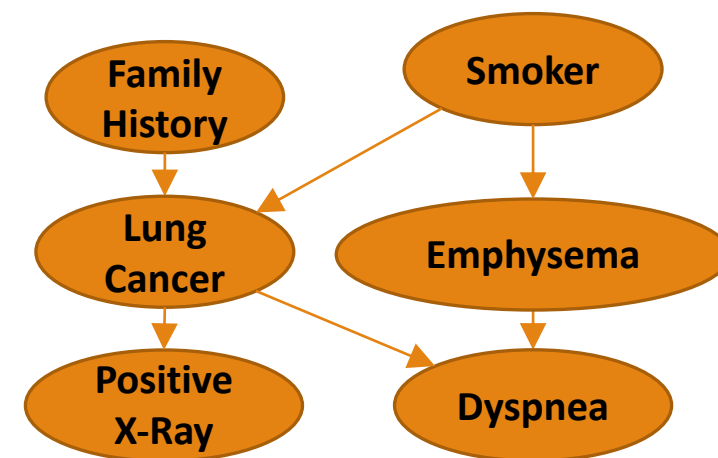 Family
History
Smoker
Lung
Cancer
Emphysema
Positive
X-Ray
Dyspnea